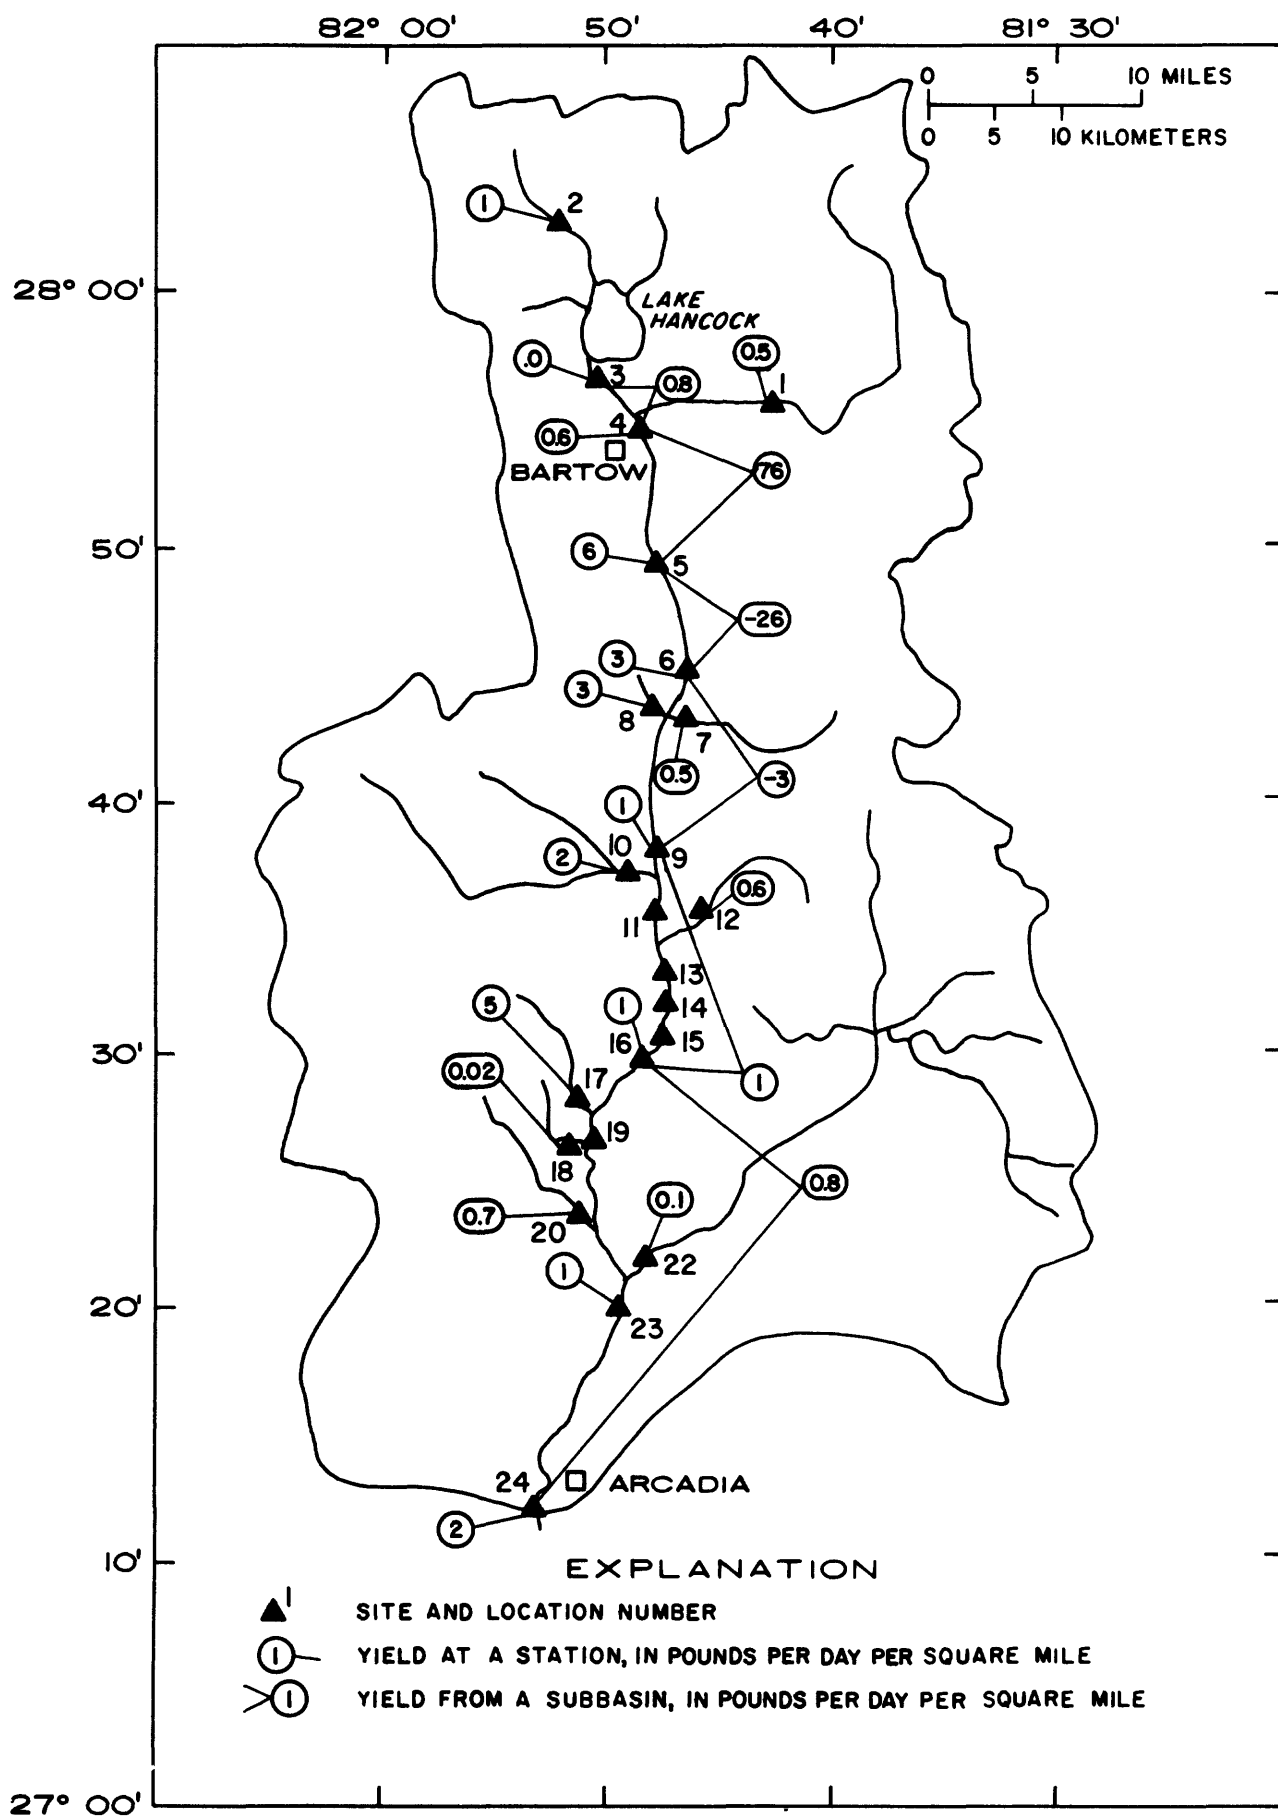 82° 00' 50' 40' 81° 30'
0 5 10 MILES
0 5 10 KILOMETERS
1 2
28° 00'
LAKE
HANCOCK
.0 3 0.8 0.5 1
0.6 4
BARTOW 76
50' 6 5
-26
3 6
3 8 7
0.5 -3
40' 1
2 10 9
11 12 0.6
13
5 1 14
30' 16 15
0.02 17 1
19
18
0.8
0.7 20 0.1
1 22
20' 23
24 ARCADIA
2
10' EXPLANATION
1 SITE AND LOCATION NUMBER
1 YIELD AT A STATION, IN POUNDS PER DAY PER SQUARE MILE
1 YIELD FROM A SUBBASIN, IN POUNDS PER DAY PER SQUARE MILE
27° 00'